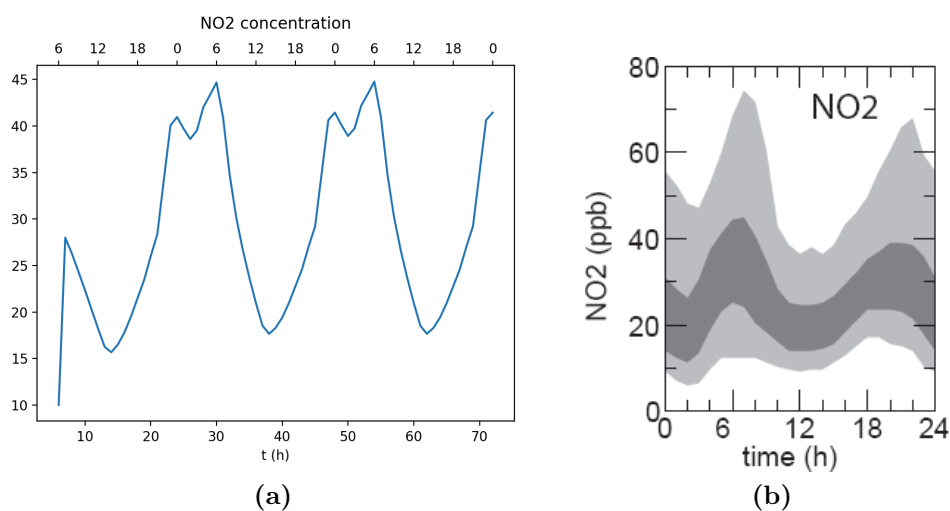 NO2 concentration
6 12 18 0 6 12 18 0 6 12 18 0
45
40
35
30
25
20
15
10
10 20 30 40 50 60 70
t (h)
(a)
80
60
40
20
0
NO2 (ppb)
NO2
0 6 12 18 24
time (h)
(b)